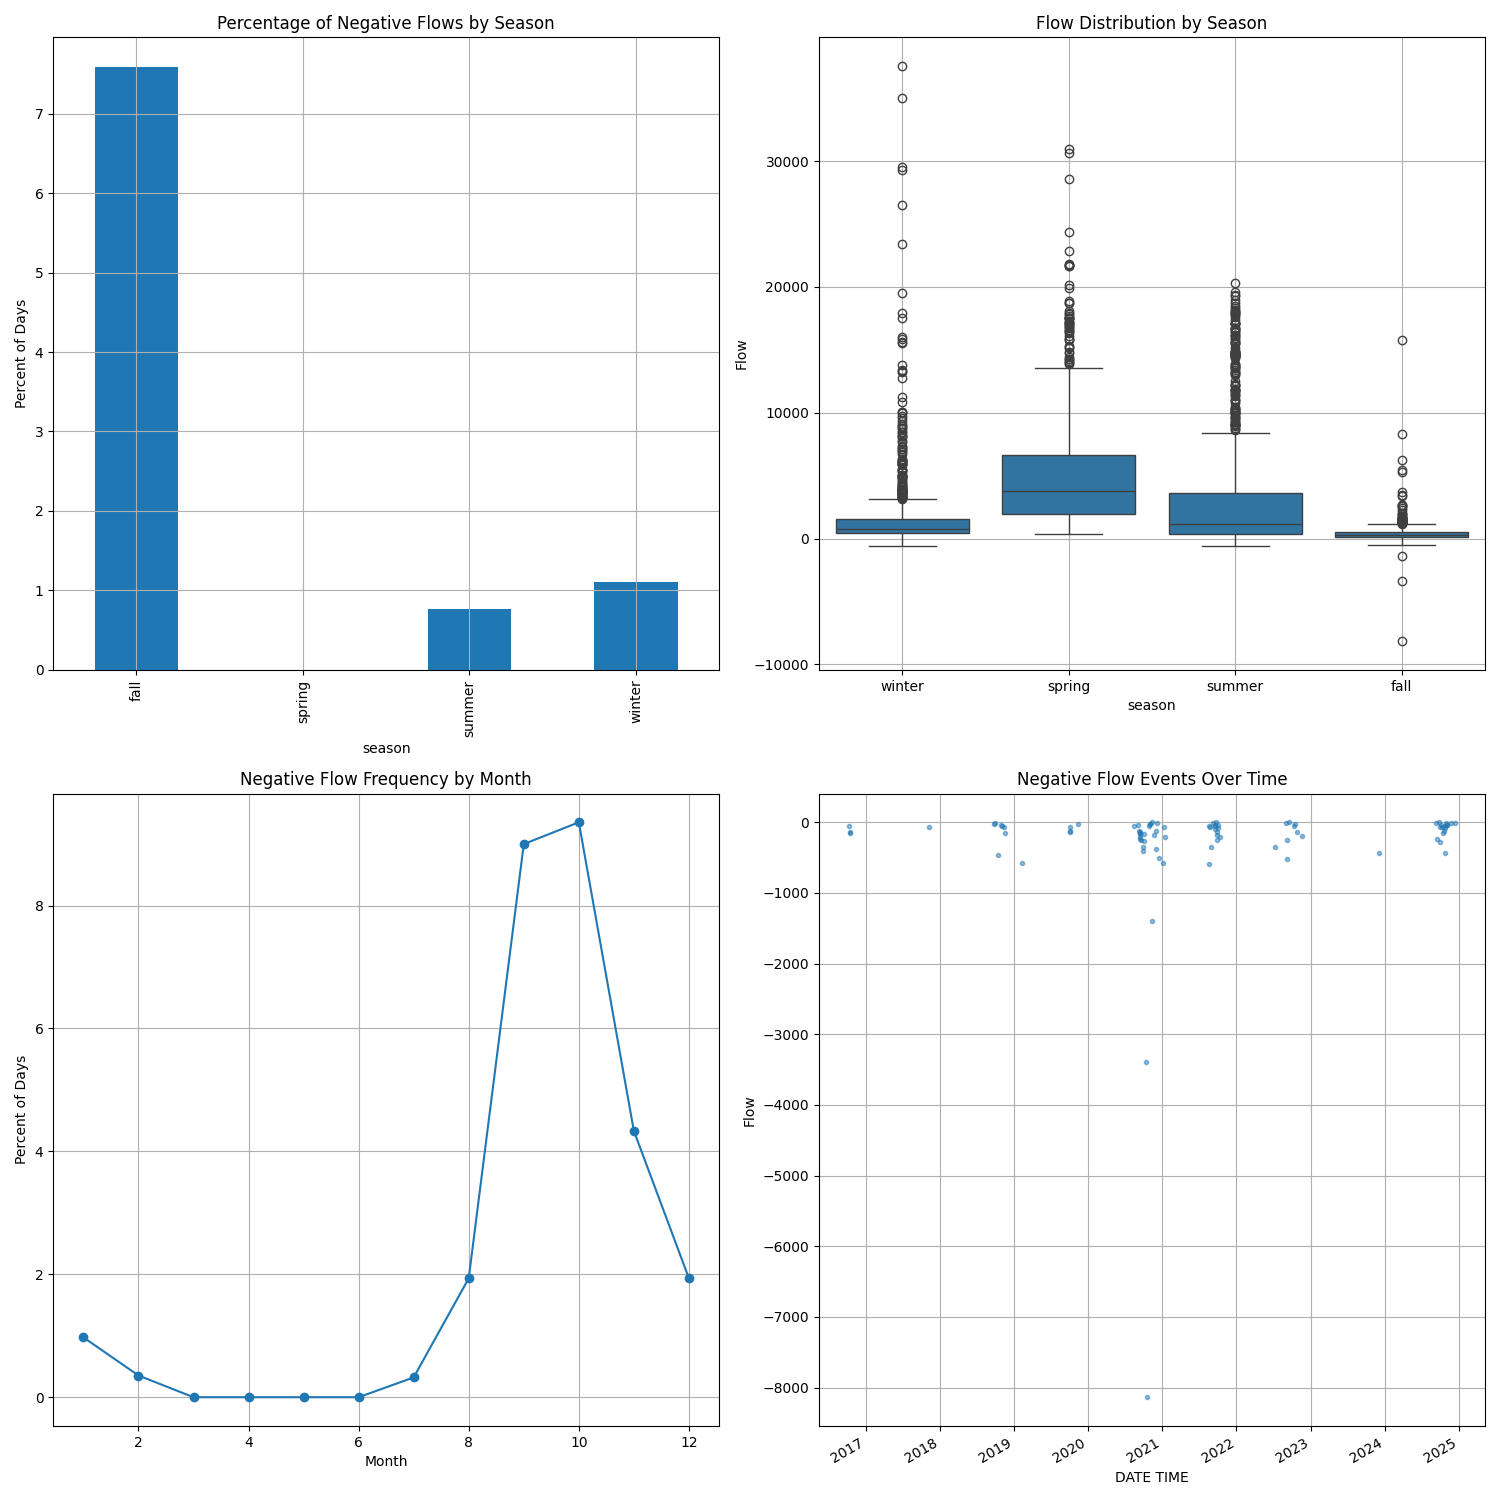 Percentage of Negative Flows by Season
Percent of Days
7
6
5
4
3
2
1
0
fall
spring
summer
winter
season
Flow Distribution by Season
Flow
30000
20000
10000
0
−10000
winter
spring
summer
fall
season
Negative Flow Frequency by Month
Percent of Days
8
6
4
2
0
2
4
6
8
10
12
Month
Negative Flow Events Over Time
Flow
0
−1000
−2000
−3000
−4000
−5000
−6000
−7000
−8000
2017
2018
2019
2020
2021
2022
2023
2024
2025
DATE TIME